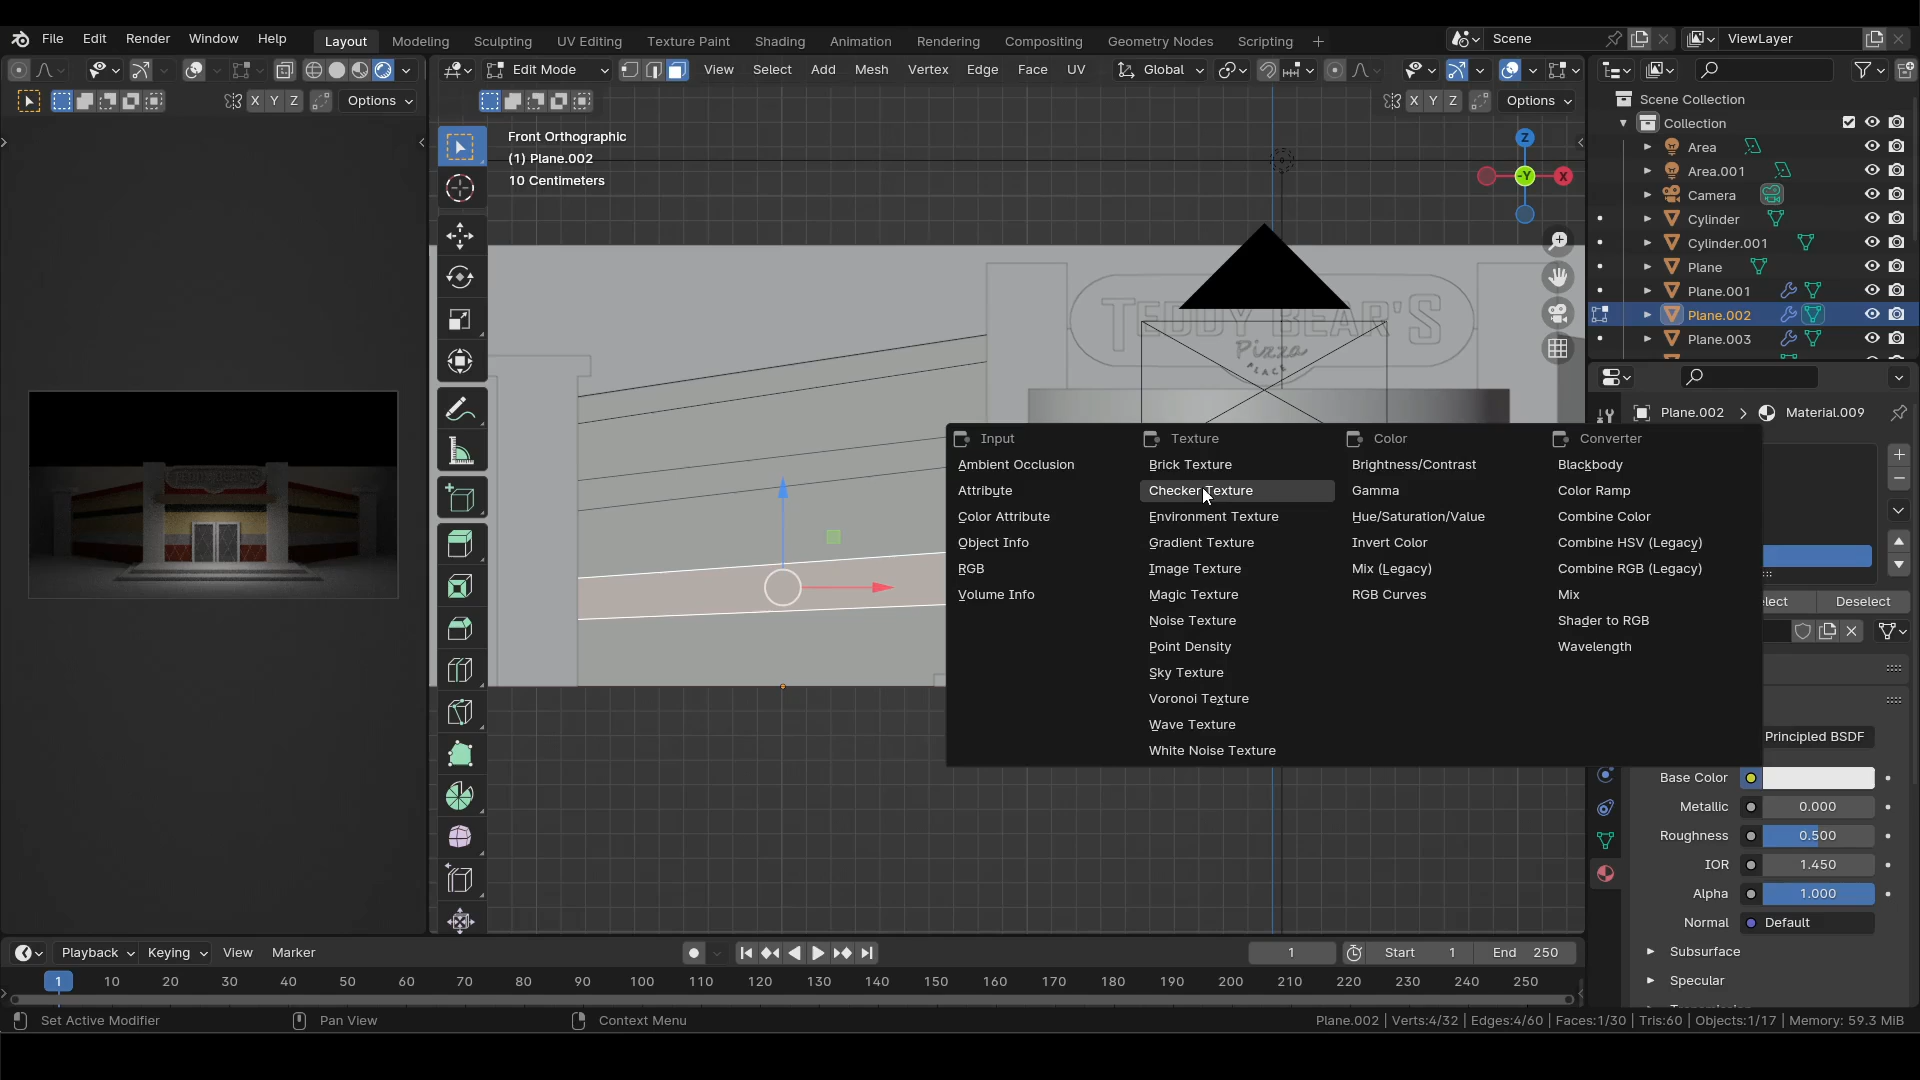 File Edit Render Window Help Layout Modeling Sculpting UV Editing Texture Paint Shading Animation Rendering Compositing Geometry Nodes Scripting + Scene ViewLayer
Edit Mode View Select Add Mesh Vertex Edge Face UV Global
X Y Z Options
X Y Z Options
Front Orthographic
(1) Plane.002
10 Centimeters
Z
-Y
X
TEDDY BEAR'S
Pizza
PLACE
Scene Collection
Collection
Area
Area.001
Camera
Cylinder
Cylinder.001
Plane
Plane.001
Plane.002
Plane.003
Plane.002 > Material.009
Input
Ambient Occlusion
Attribute
Color Attribute
Object Info
RGB
Volume Info
Texture
Brick Texture
Checker Texture
Environment Texture
Gradient Texture
Image Texture
Magic Texture
Noise Texture
Point Density
Sky Texture
Voronoi Texture
Wave Texture
White Noise Texture
Color
Brightness/Contrast
Gamma
Hue/Saturation/Value
Invert Color
Mix (Legacy)
RGB Curves
Converter
Blackbody
Color Ramp
Combine Color
Combine HSV (Legacy)
Combine RGB (Legacy)
Mix
Shader to RGB
Wavelength
Deselect
Principled BSDF
Base Color
Metallic 0.000
Roughness 0.500
IOR 1.450
Alpha 1.000
Normal Default
Subsurface
Specular
Playback Keying View Marker 1 Start 1 End 250
1 10 20 30 40 50 60 70 80 90 100 110 120 130 140 150 160 170 180 190 200 210 220 230 240 250
Set Active Modifier Pan View Context Menu Plane.002 | Verts:4/32 | Edges:4/60 | Faces:1/30 | Tris:60 | Objects:1/17 | Memory: 59.3 MiB